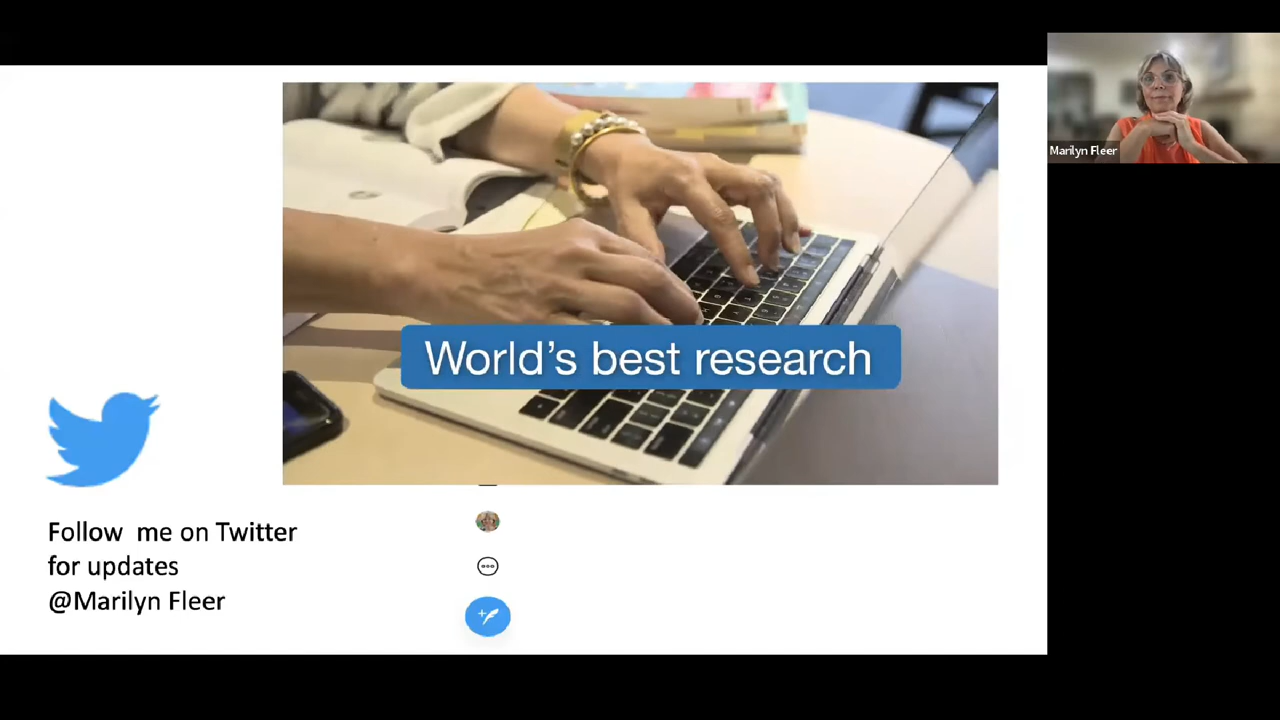 Marilyn Fleer
World's best research
Follow  me on Twitter
for updates
@Marilyn Fleer